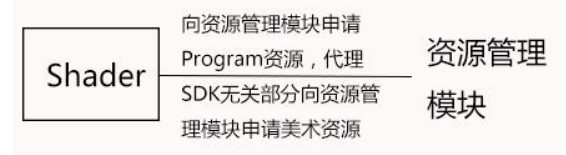 Shader
向资源管理模块申请
Program资源，代理
SDK无关部分向资源管
理模块申请美术资源
资源管理
模块